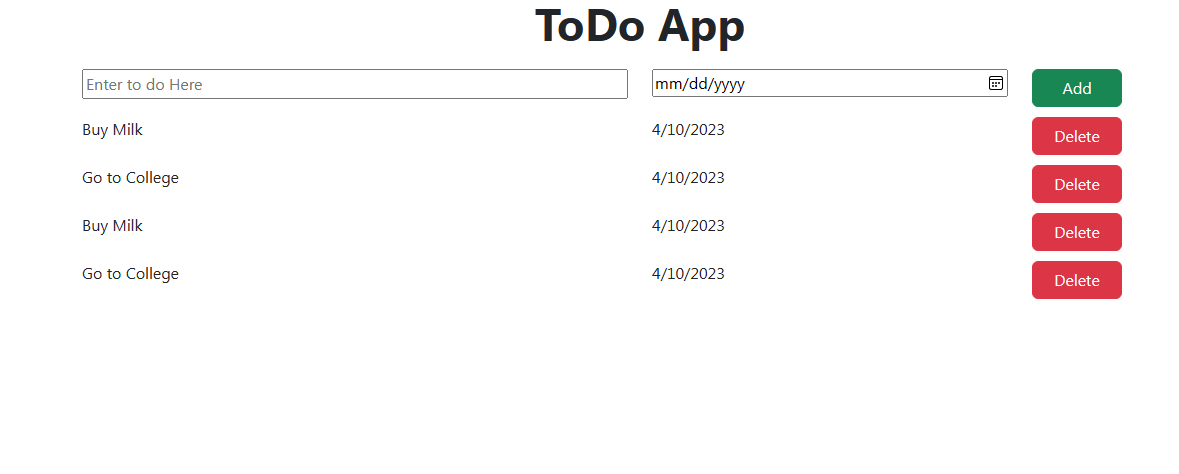 ToDo App
Enter to do Here mm/dd/yyyy Add
Buy Milk 4/10/2023 Delete
Go to College 4/10/2023 Delete
Buy Milk 4/10/2023 Delete
Go to College 4/10/2023 Delete